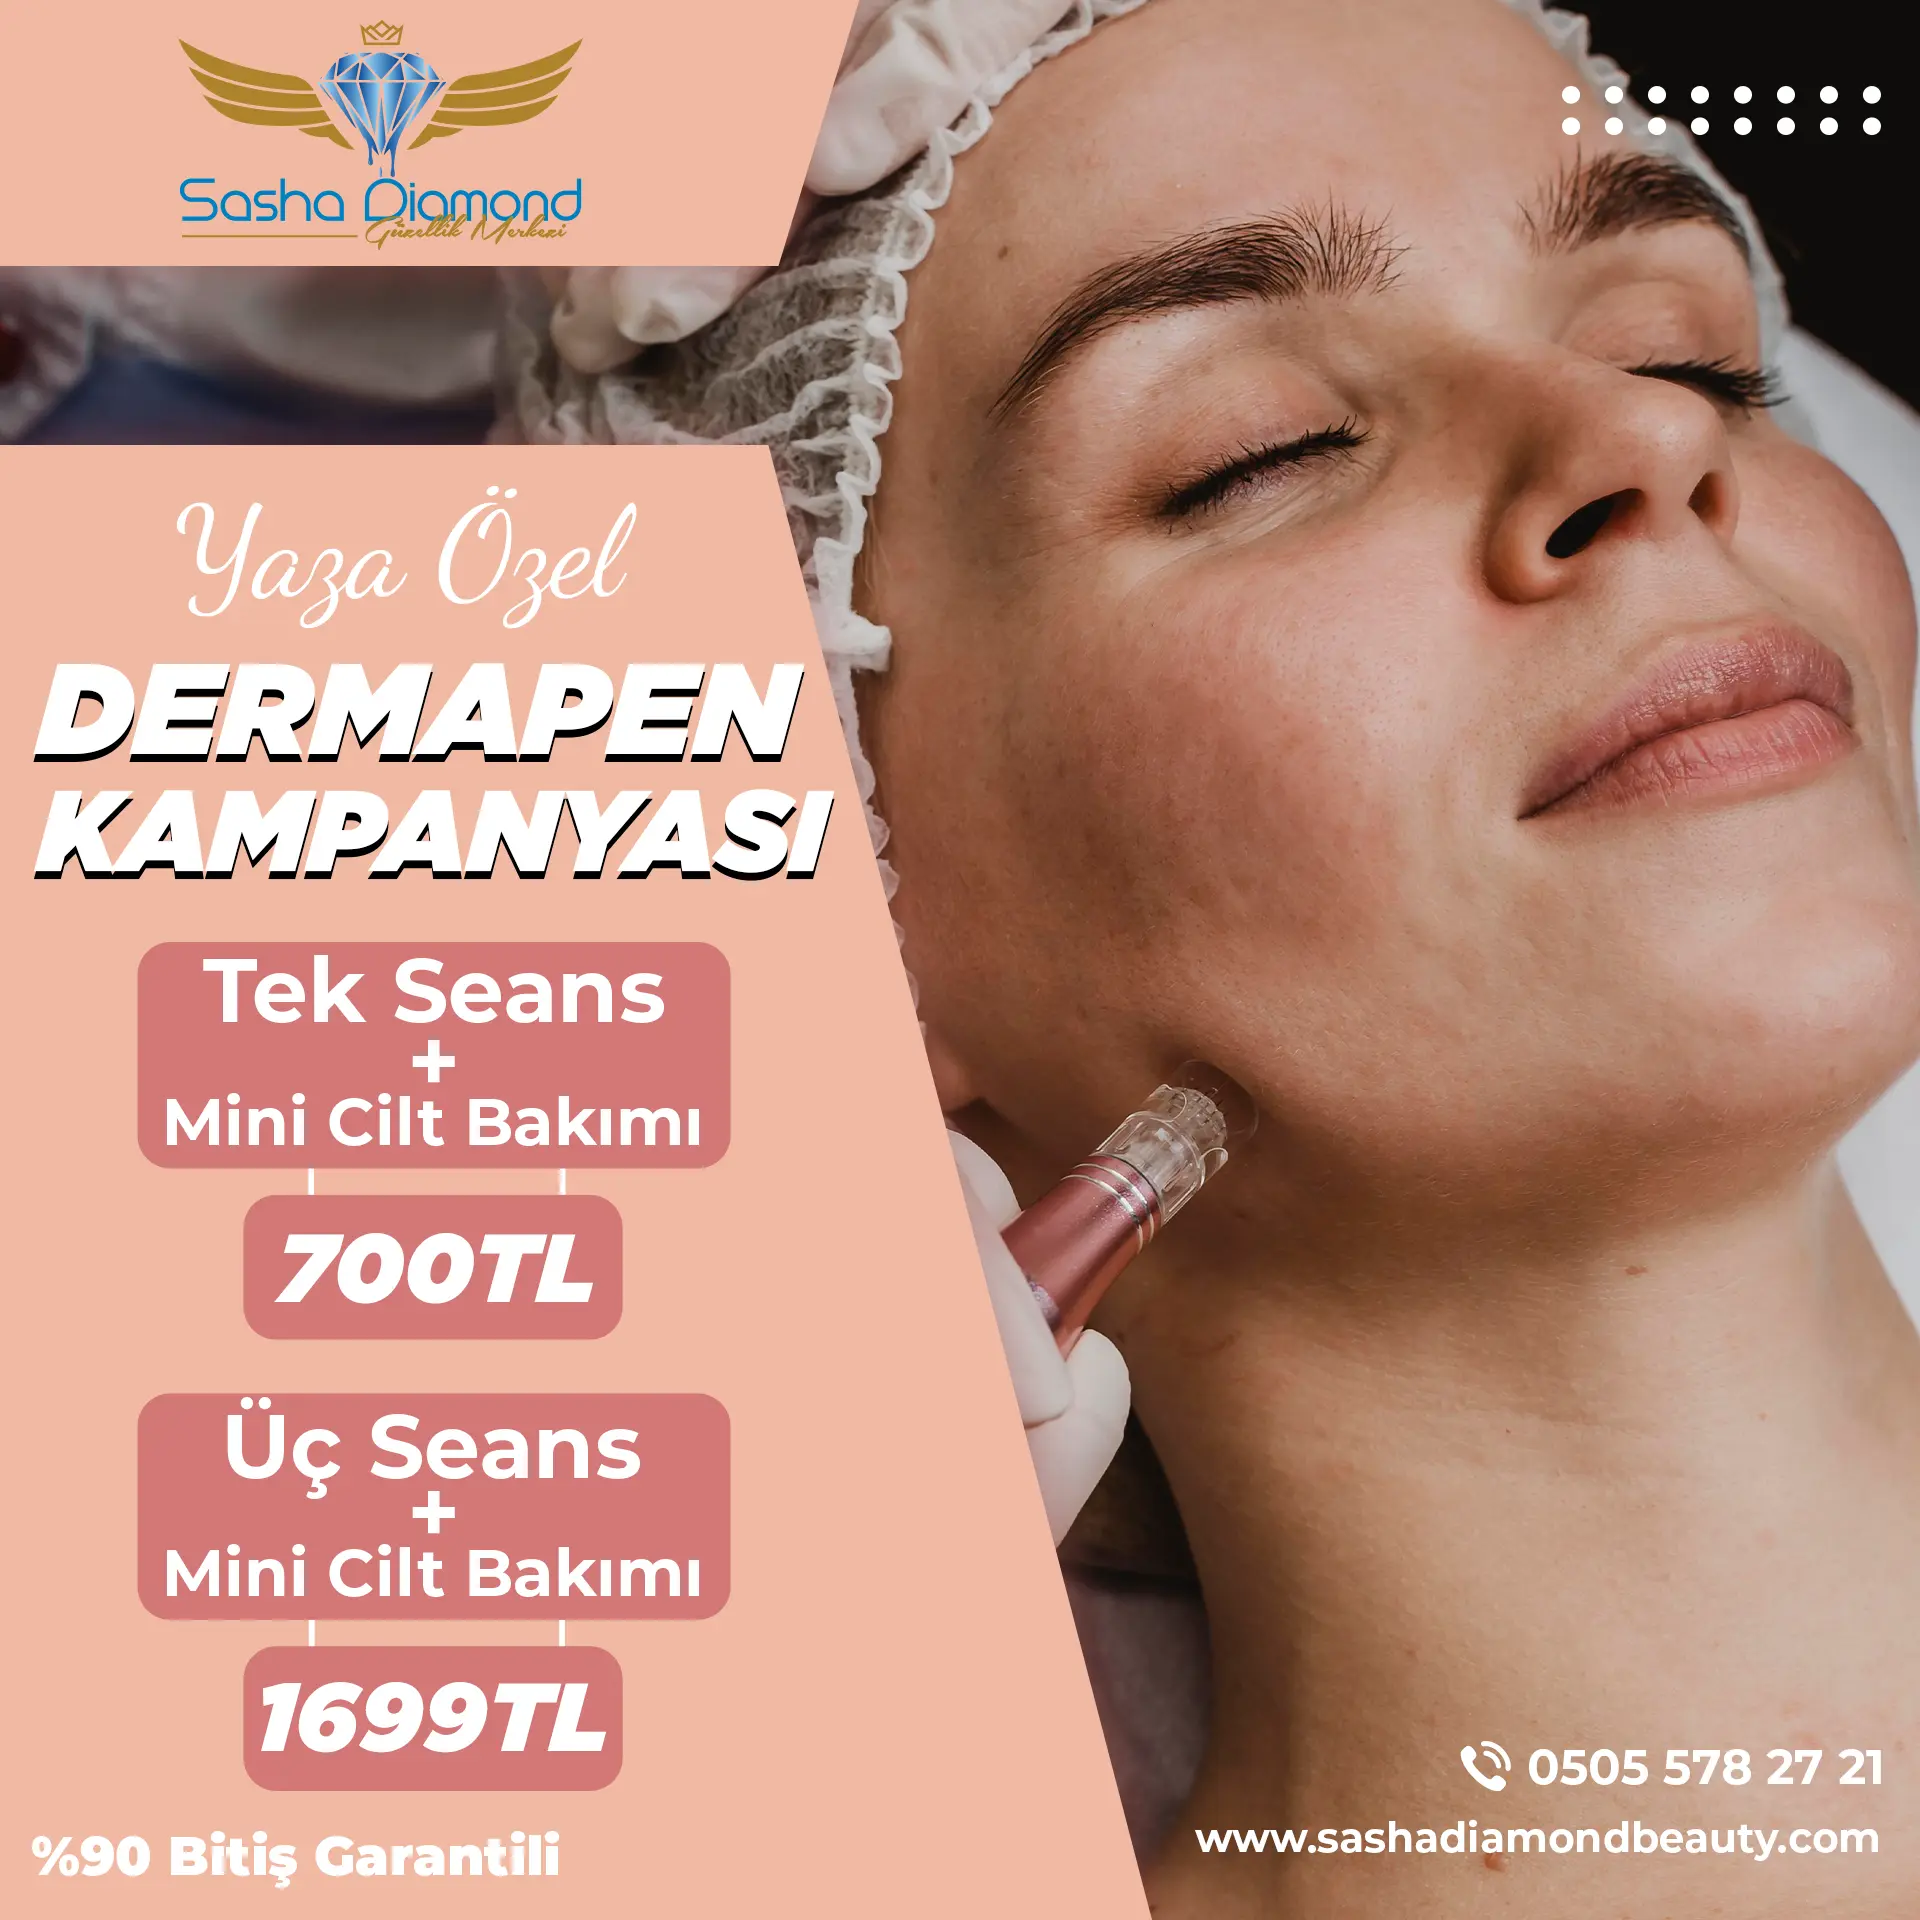 Sasha Diamond
Güzellik Merkezi
Yaza Özel
DERMAPEN
KAMPANYASI
Tek Seans
+
Mini Cilt Bakımı
700TL
Üç Seans
+
Mini Cilt Bakımı
1699TL
%90 Bitiş Garantili
0505 578 27 21
www.sashadiamondbeauty.com